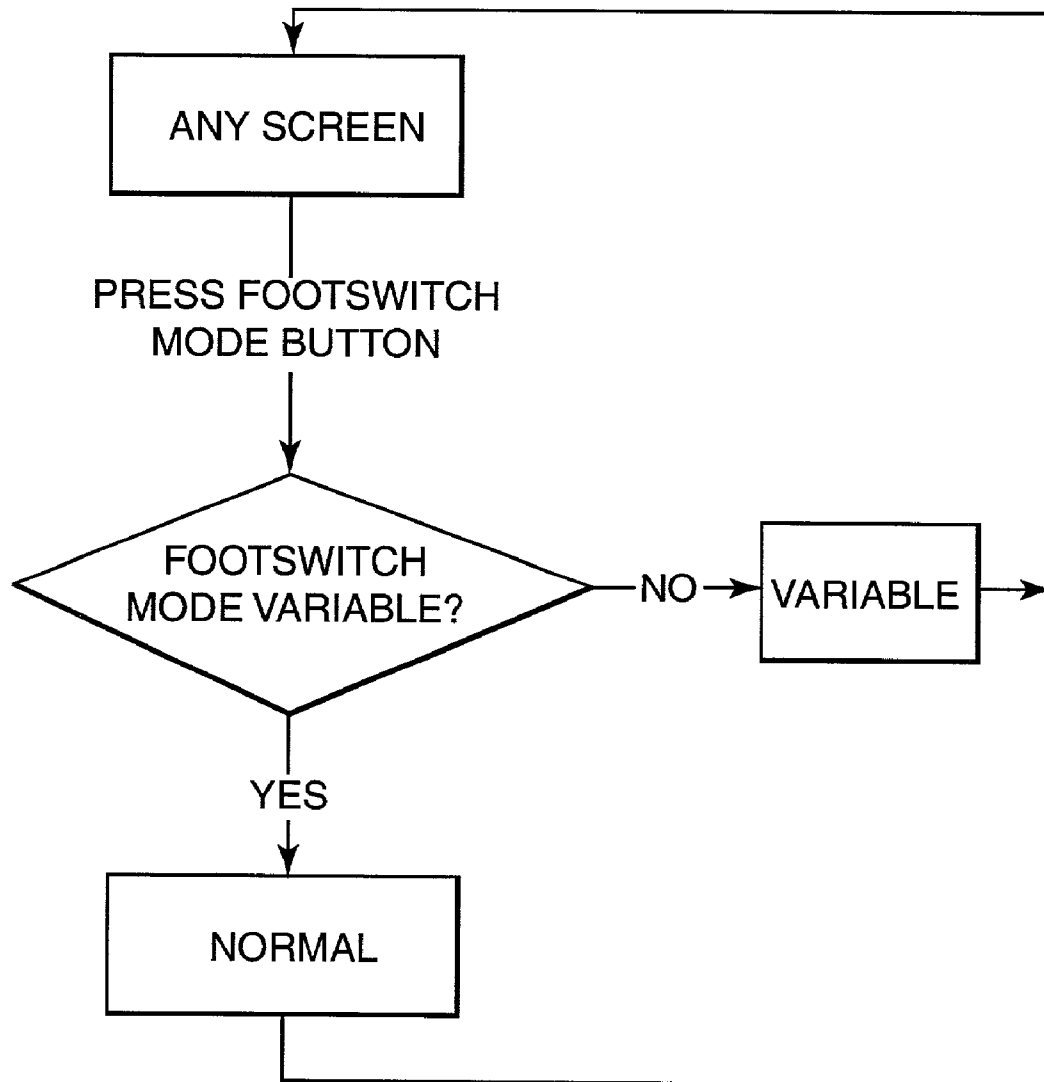 ANY SCREEN
PRESS FOOTSWITCH
MODE BUTTON
FOOTSWITCH
MODE VARIABLE?
NO
VARIABLE
YES
NORMAL